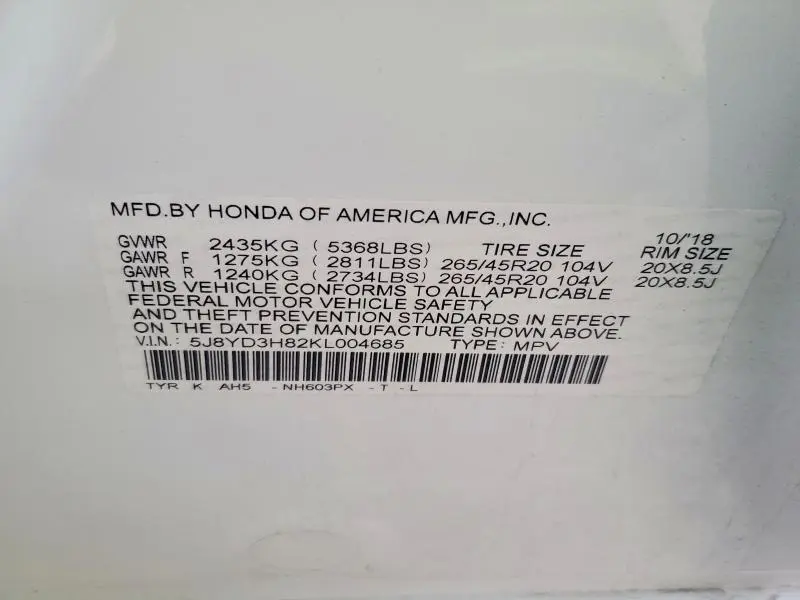 MFD.BY HONDA OF AMERICA MFG.,INC.
10/'18
GVWR 2435KG (5368LBS) TIRE SIZE RIM SIZE
GAWR F 1275KG (2811LBS) 265/45R20 104V 20X8.5J
GAWR R 1240KG (2734LBS) 265/45R20 104V 20X8.5J
THIS VEHICLE CONFORMS TO ALL APPLICABLE
FEDERAL MOTOR VEHICLE SAFETY
AND THEFT PREVENTION STANDARDS IN EFFECT
ON THE DATE OF MANUFACTURE SHOWN ABOVE.
V.I.N.: 5J8YD3H82KL004685 TYPE: MPV
TYR K AH5 -NH603PX -T -L